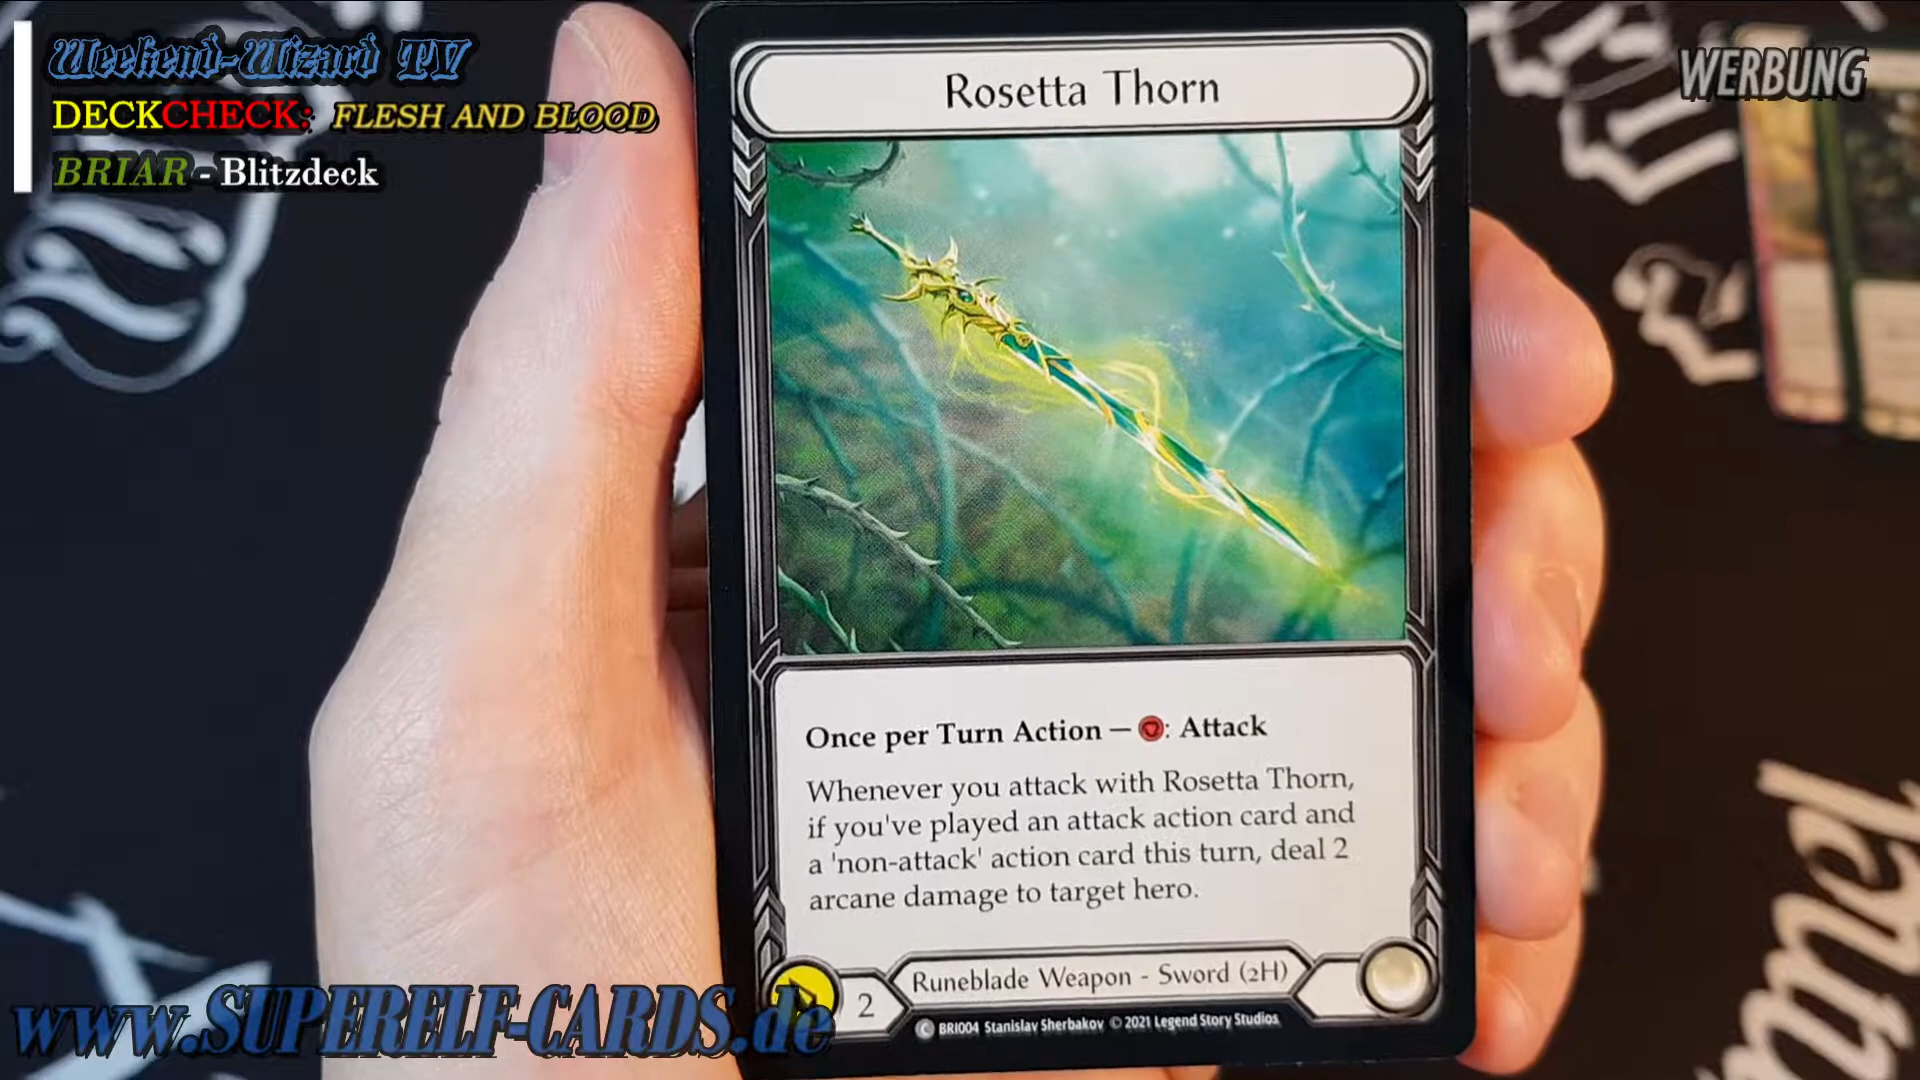 Weekend-Wizard TV
DECKCHECK: FLESH AND BLOOD
BRIAR - Blitzdeck
WERBUNG
Rosetta Thorn
Once per Turn Action — : Attack
Whenever you attack with Rosetta Thorn,
if you've played an attack action card and
a 'non-attack' action card this turn, deal 2
arcane damage to target hero.
2
Runeblade Weapon - Sword (2H)
C BRI004 Stanislav Sherbakov © 2021 Legend Story Studios
www.SUPERELF-CARDS.de